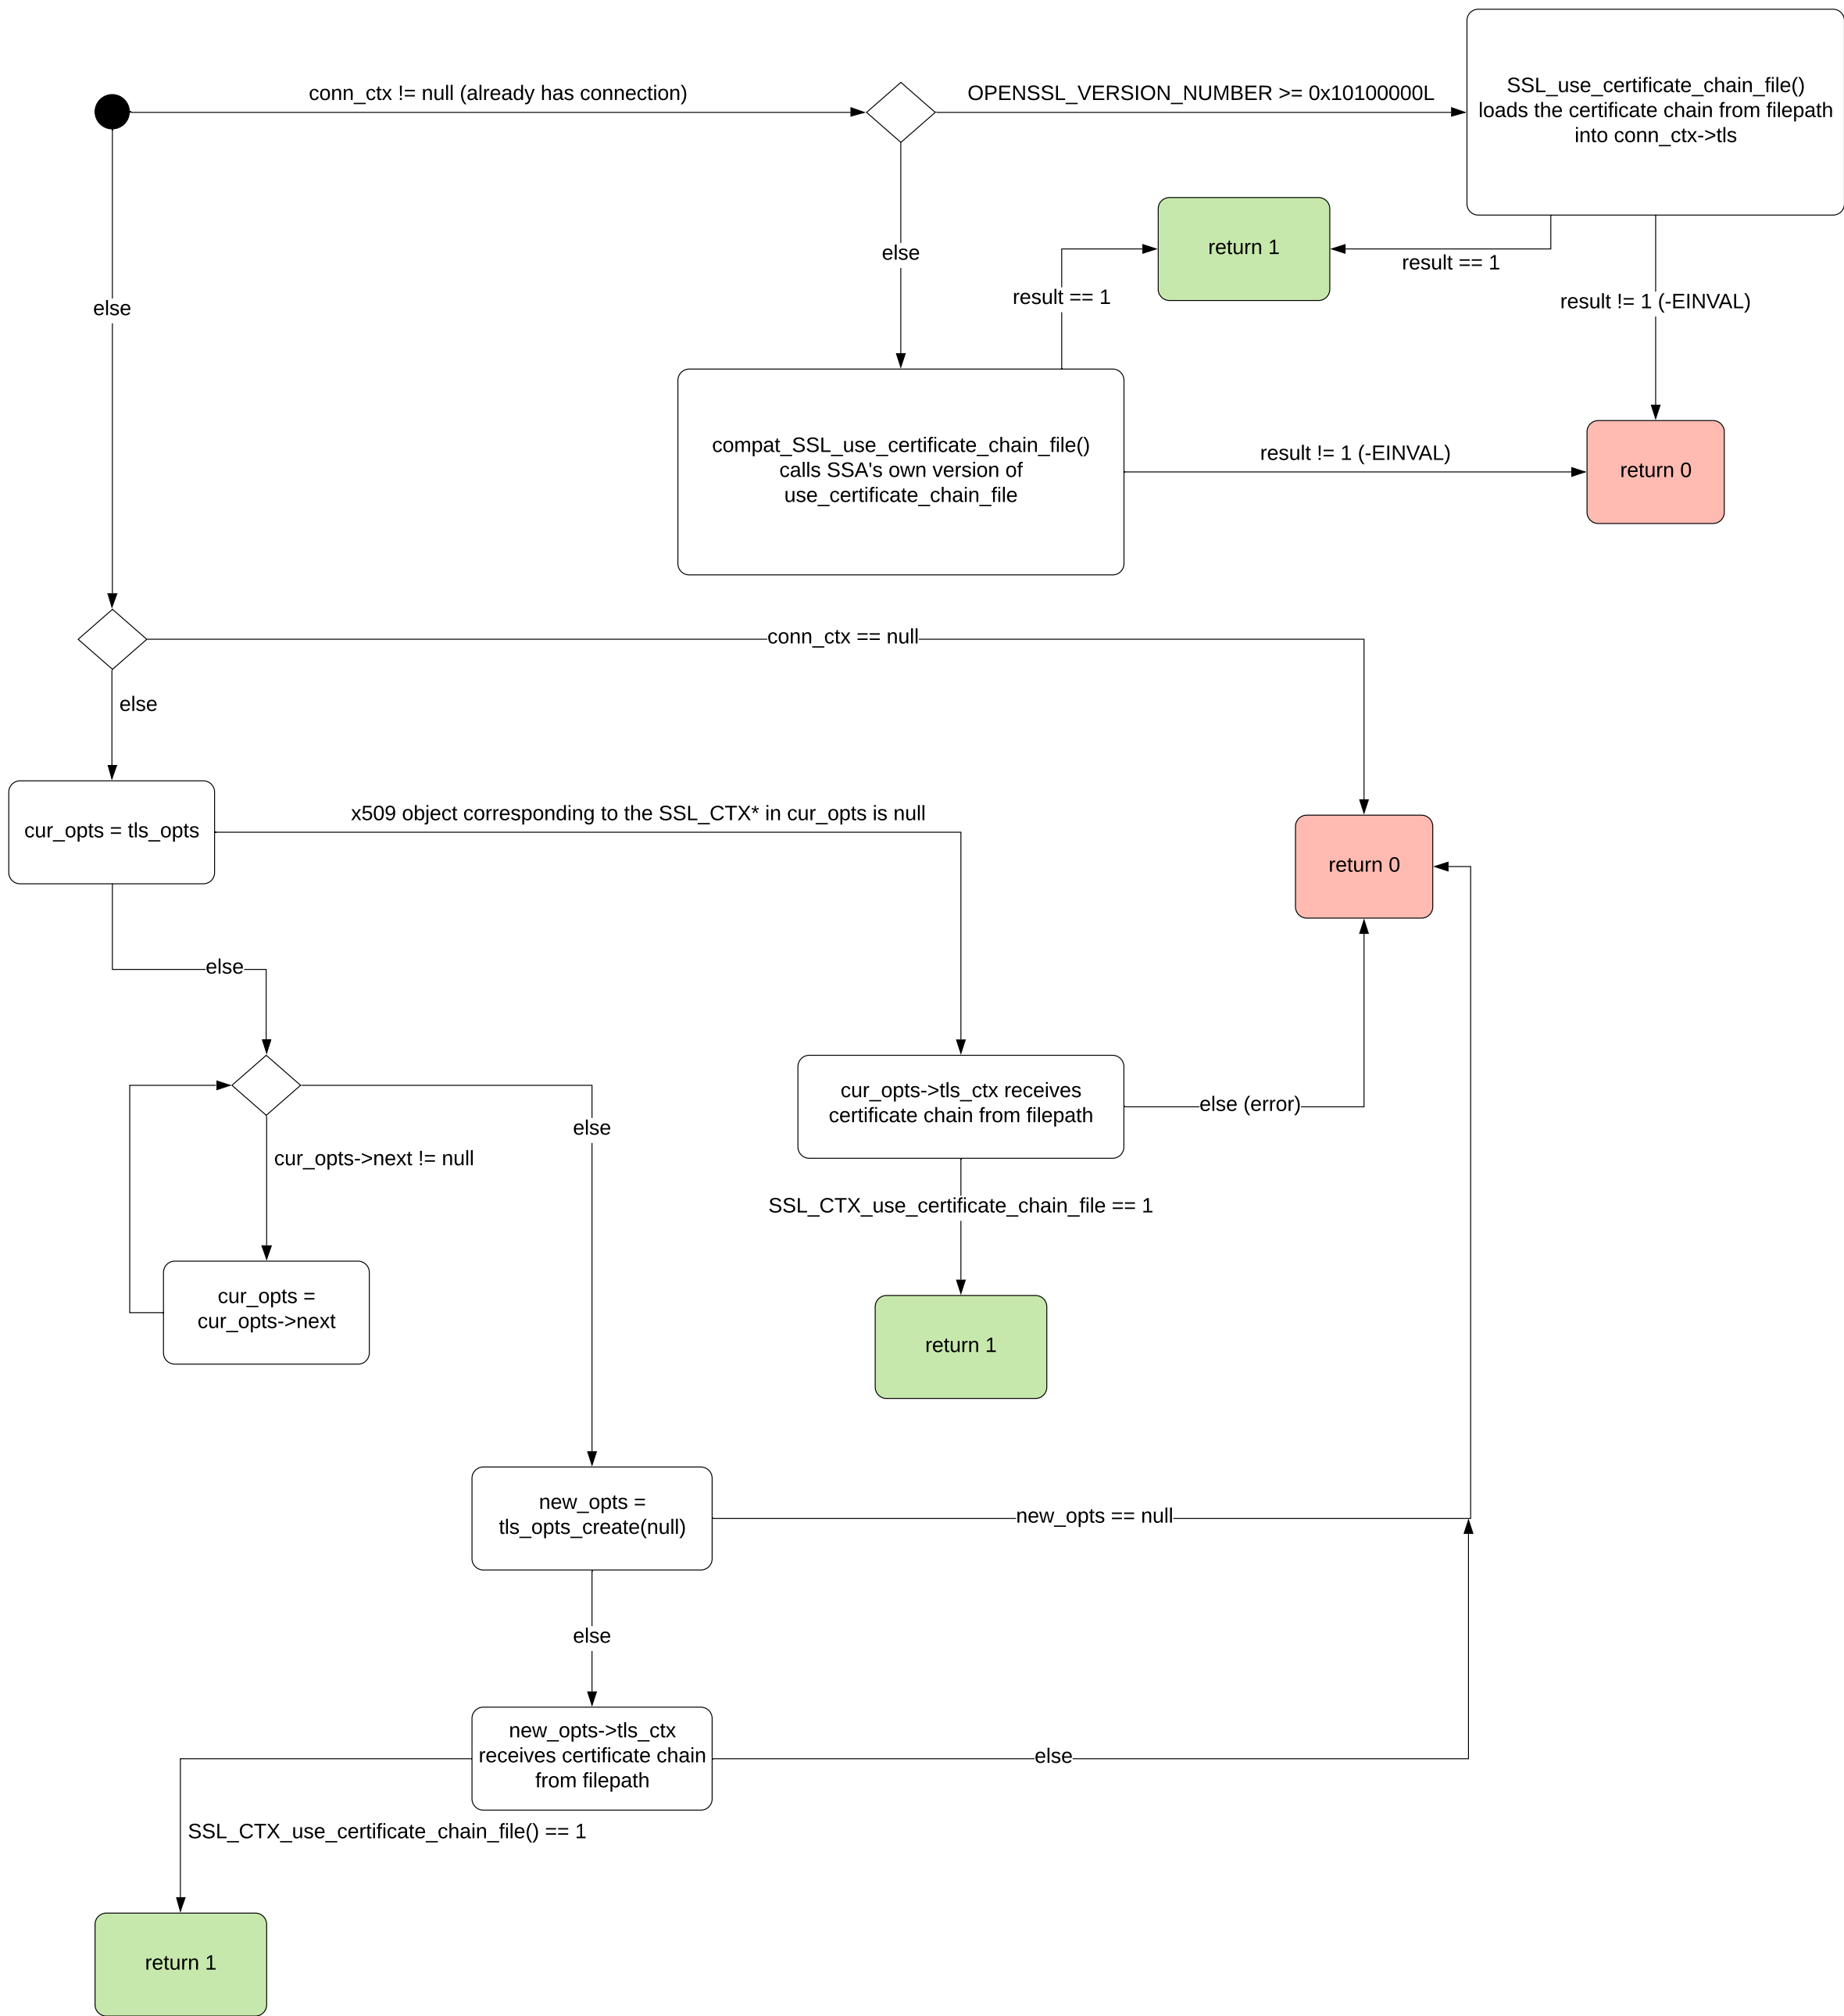 conn_ctx != null (already has connection)
OPENSSL_VERSION_NUMBER >= 0x10100000L
SSL_use_certificate_chain_file()
loads the certificate chain from filepath
into conn_ctx->tls
return 1
else
result == 1
result == 1
result != 1 (-EINVAL)
else
compat_SSL_use_certificate_chain_file()
calls SSA's own version of
use_certificate_chain_file
result != 1 (-EINVAL)
return 0
conn_ctx == null
else
cur_opts = tls_opts
x509 object corresponding to the SSL_CTX* in cur_opts is null
return 0
else
cur_opts->tls_ctx receives
certificate chain from filepath
else (error)
else
cur_opts->next != null
SSL_CTX_use_certificate_chain_file == 1
cur_opts =
cur_opts->next
return 1
new_opts =
tls_opts_create(null)
new_opts == null
else
new_opts->tls_ctx
receives certificate chain
from filepath
else
SSL_CTX_use_certificate_chain_file() == 1
return 1